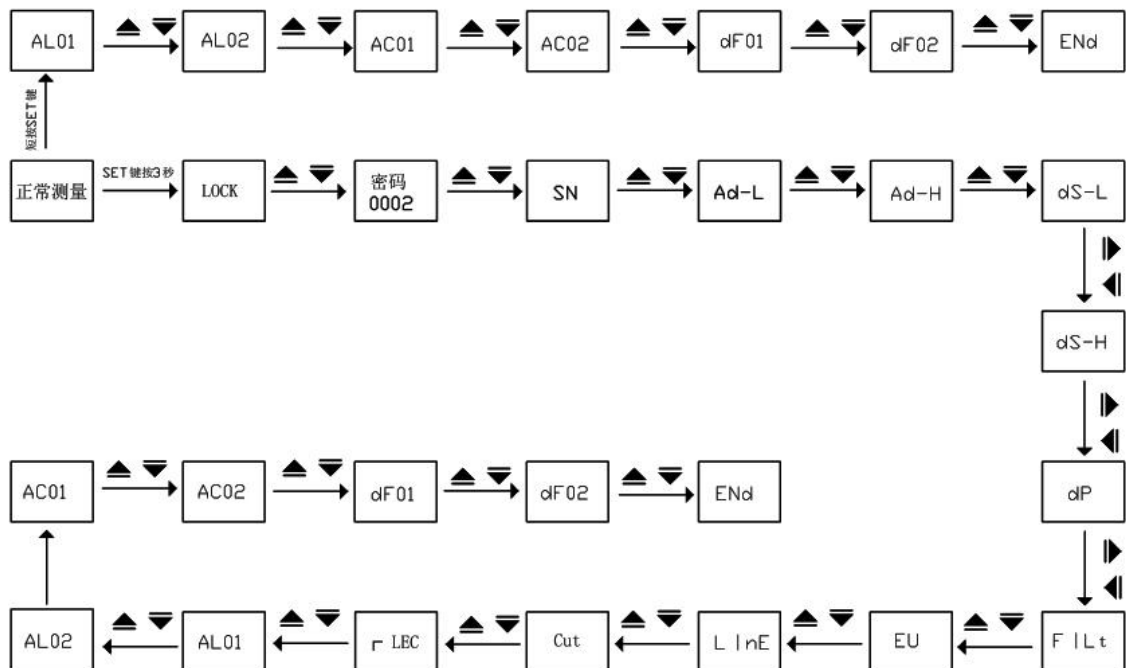 AL01
AL02
AC01
AC02
dF01
dF02
ENd
短按SET键
正常测量
SET键按3秒
LOCK
密码
0002
SN
Ad-L
Ad-H
dS-L
dS-H
dP
AC01
AC02
dF01
dF02
ENd
AL02
AL01
r LEC
Cut
LInE
EU
FILt